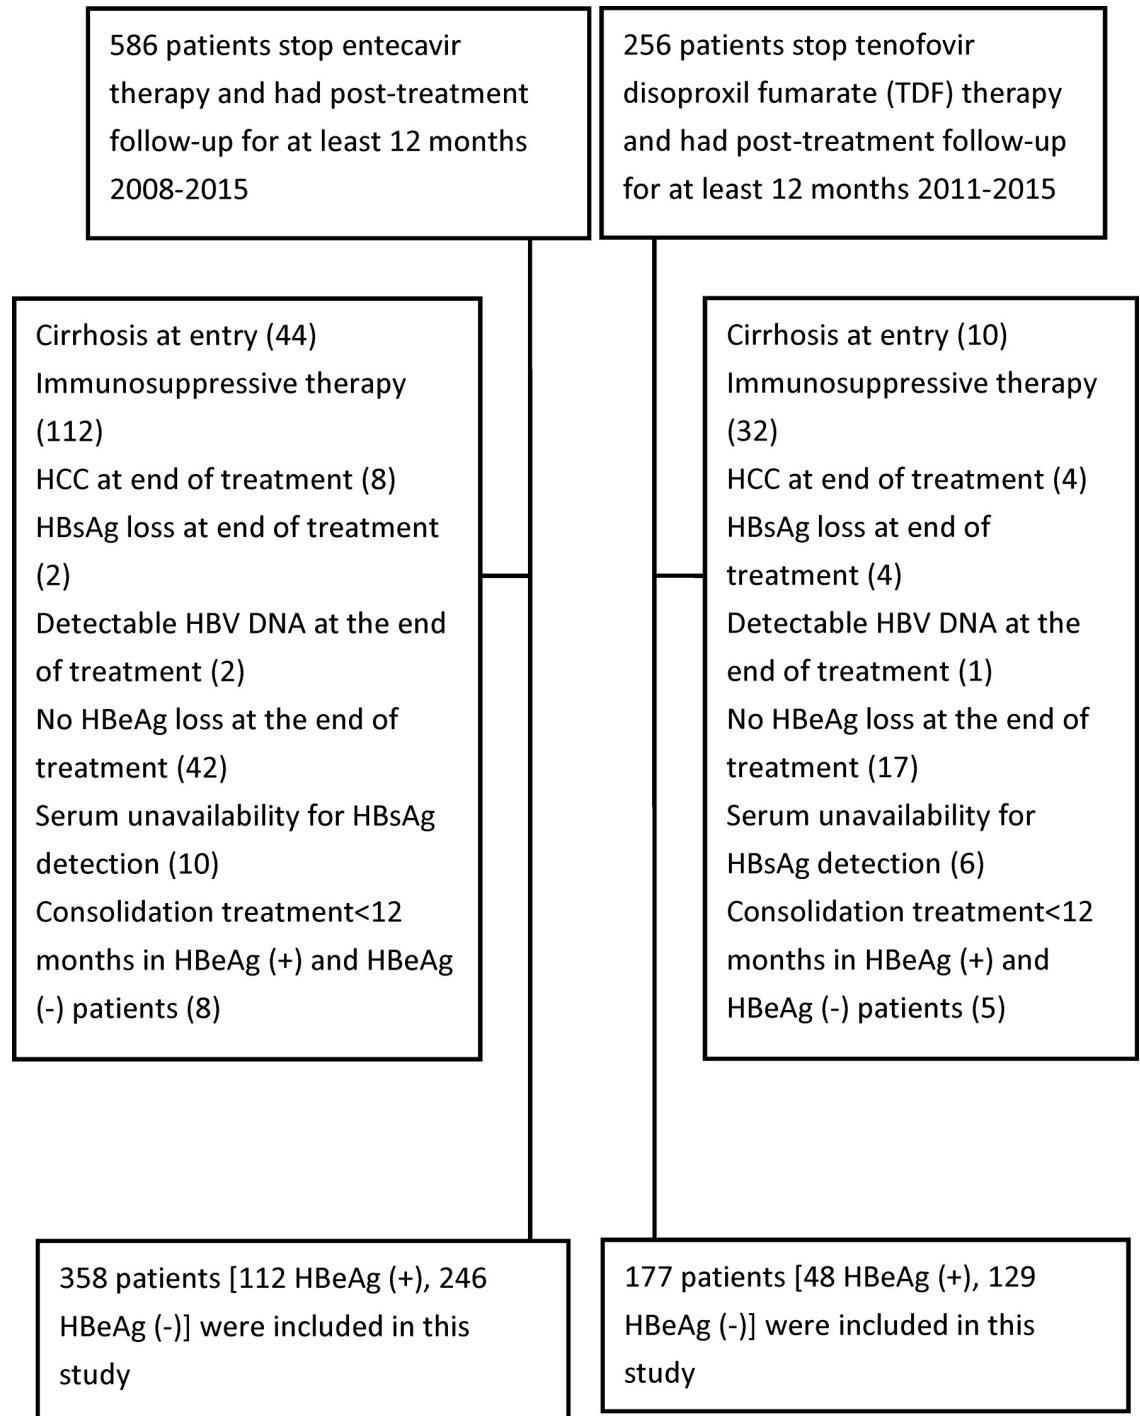 586 patients stop entecavir
therapy and had post-treatment
follow-up for at least 12 months
2008-2015
256 patients stop tenofovir
disoproxil fumarate (TDF) therapy
and had post-treatment follow-up
for at least 12 months 2011-2015
Cirrhosis at entry (44)
Immunosuppressive therapy
(112)
HCC at end of treatment (8)
HBsAg loss at end of treatment
(2)
Detectable HBV DNA at the end
of treatment (2)
No HBeAg loss at the end of
treatment (42)
Serum unavailability for HBsAg
detection (10)
Consolidation treatment<12
months in HBeAg (+) and HBeAg
(-) patients (8)
Cirrhosis at entry (10)
Immunosuppressive therapy
(32)
HCC at end of treatment (4)
HBsAg loss at end of
treatment (4)
Detectable HBV DNA at the
end of treatment (1)
No HBeAg loss at the end of
treatment (17)
Serum unavailability for
HBsAg detection (6)
Consolidation treatment<12
months in HBeAg (+) and
HBeAg (-) patients (5)
358 patients [112 HBeAg (+), 246
HBeAg (-)] were included in this
study
177 patients [48 HBeAg (+), 129
HBeAg (-)] were included in this
study